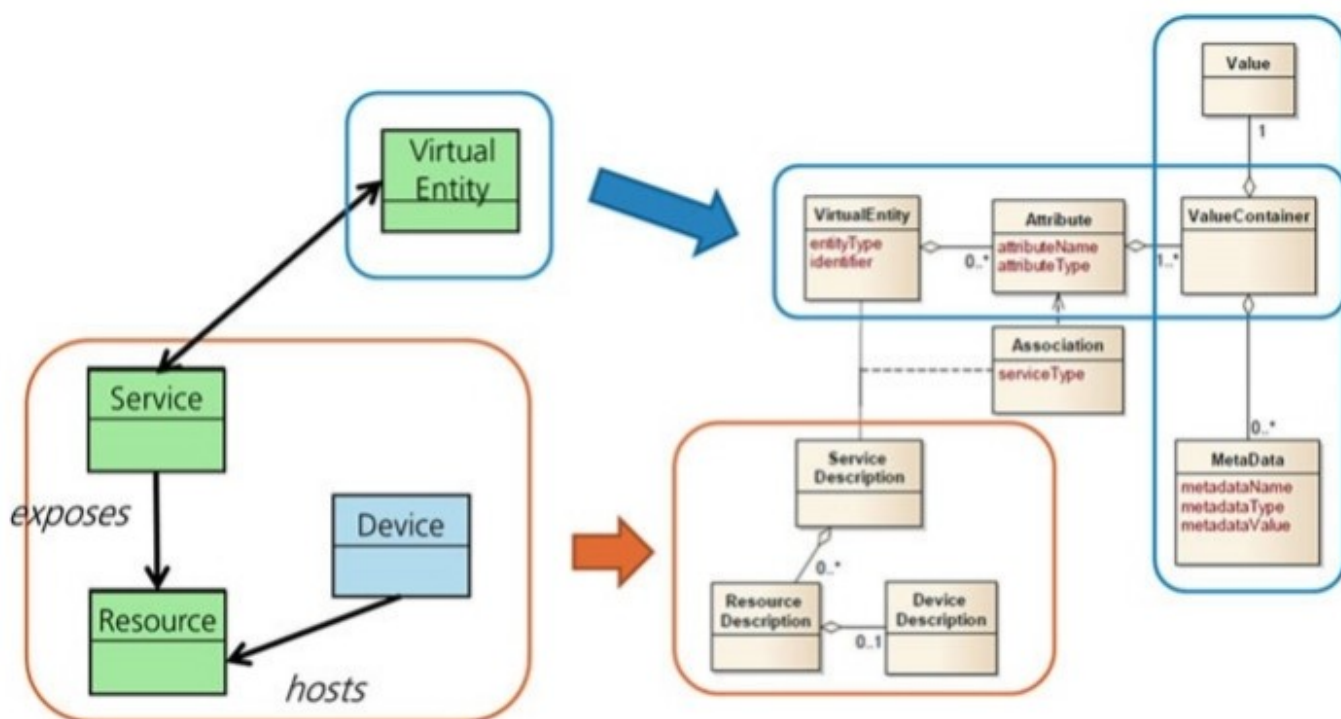 Virtual
Entity
Service
exposes
Device
Resource
hosts
Value
1
VirtualEntity
entityType
identifier
0..*
Attribute
attributeName
attributeType
1..*
ValueContainer
Association
serviceType
0..*
MetaData
metadataName
metadataType
metadataValue
Service
Description
0..*
Resource
Description
0..1
Device
Description